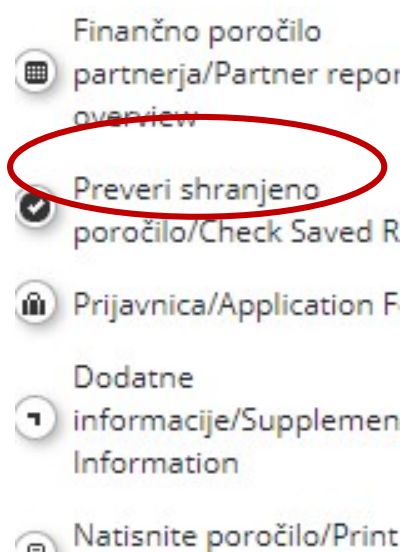 Finančno poročilo
partnerja/Partner repor
overview
Preveri shranjeno
poročilo/Check Saved R
Prijavnica/Application F
Dodatne
informacije/Supplemen
Information
Natisnite poročilo/Print